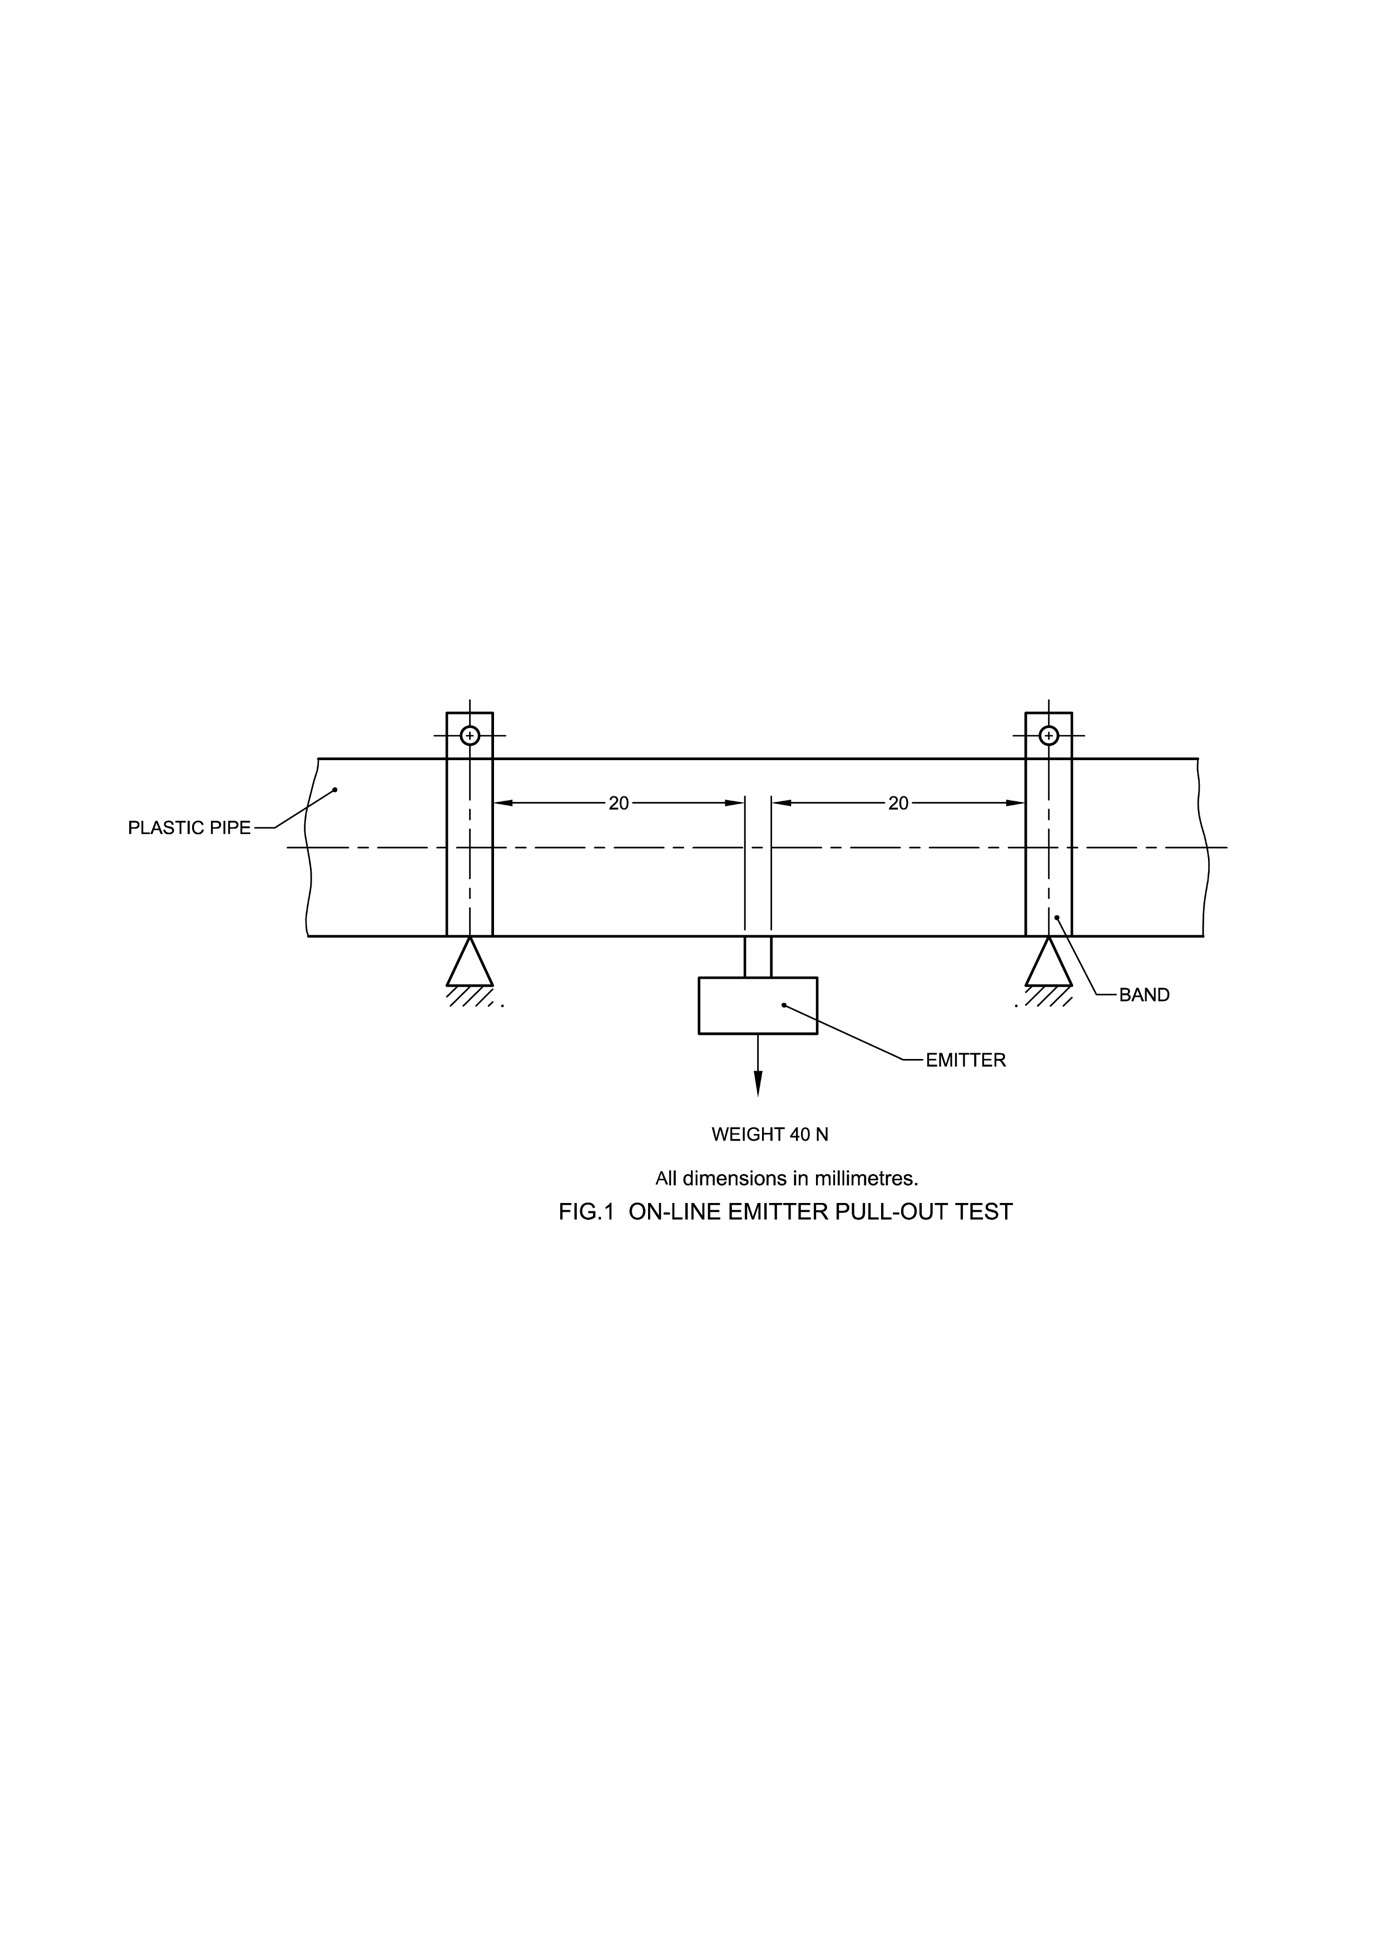 20
20
PLASTIC PIPE
BAND
EMITTER
WEIGHT 40 N
All dimensions in millimetres.
FIG.1 ON-LINE EMITTER PULL-OUT TEST